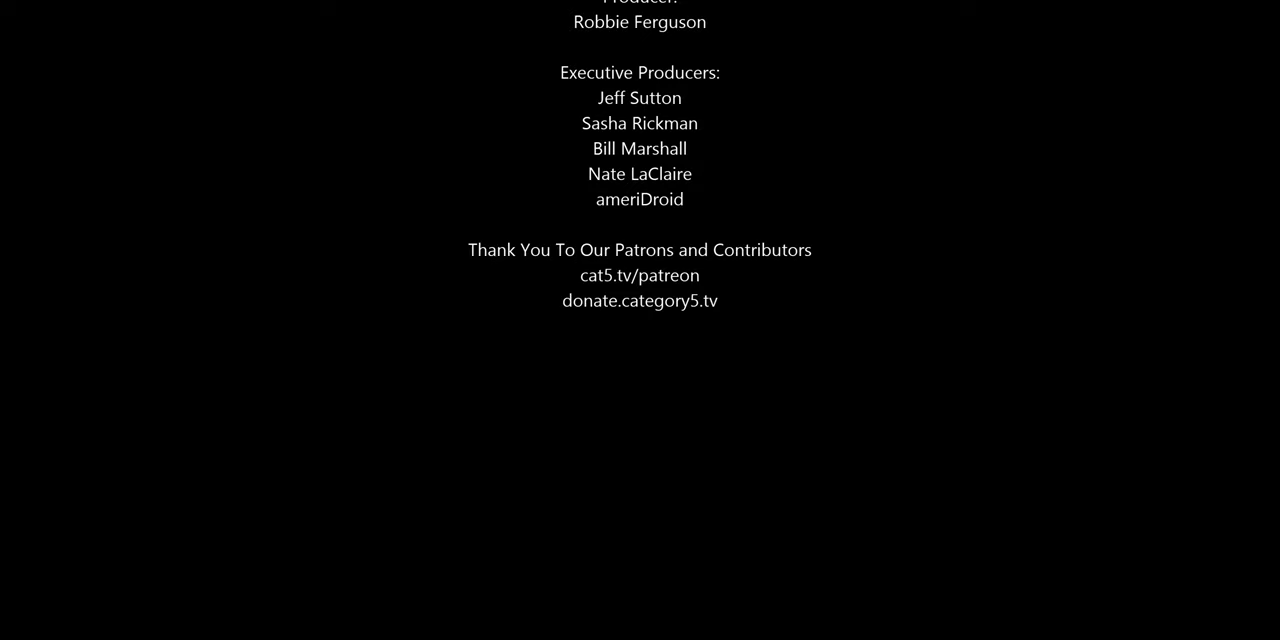 Producer:
Robbie Ferguson
Executive Producers:
Jeff Sutton
Sasha Rickman
Bill Marshall
Nate LaClaire
ameriDroid
Thank You To Our Patrons and Contributors
cat5.tv/patreon
donate.category5.tv